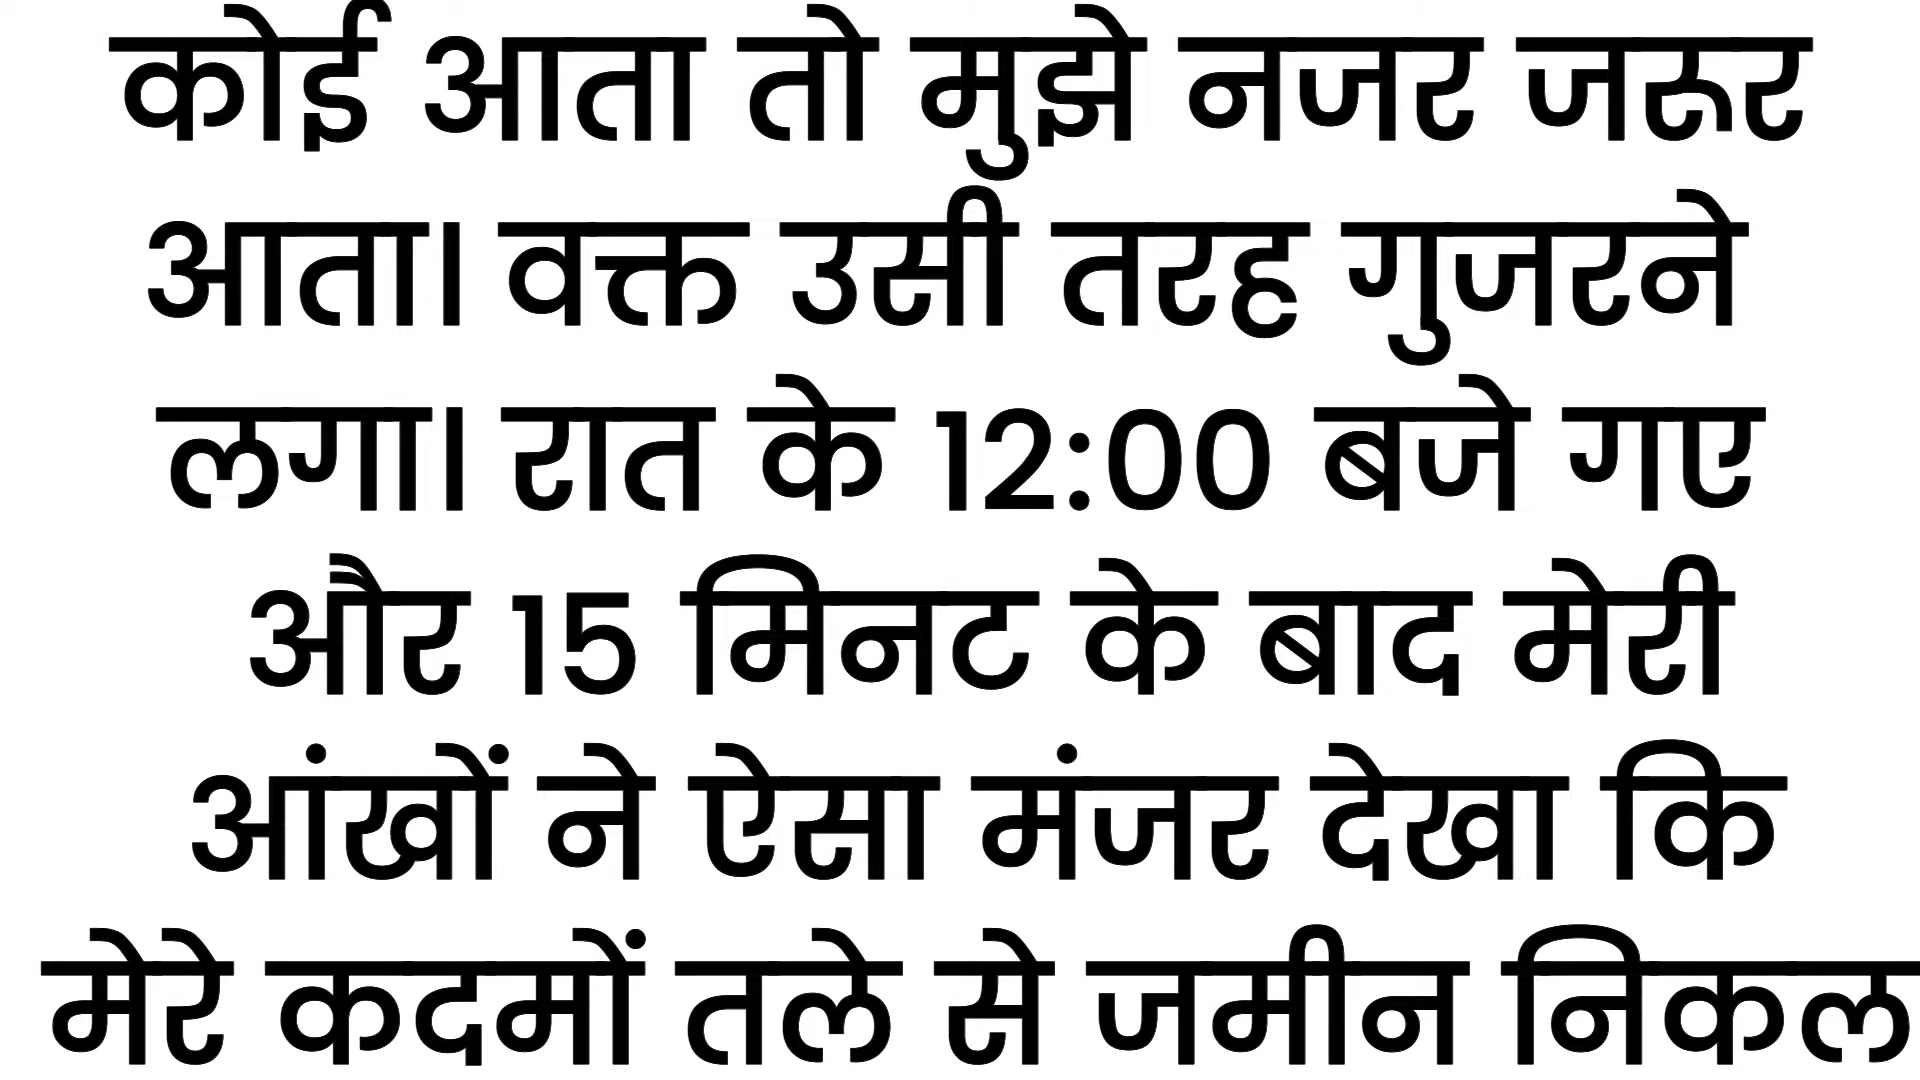 कोई आता तो मुझे नजर जरूर
आता। वक्त उसी तरह गुजरने
लगा। रात के 12:00 बजे गए
और 15 मिनट के बाद मेरी
आंखों ने ऐसा मंजर देखा कि
मेरे कदमों तले से जमीन निकल